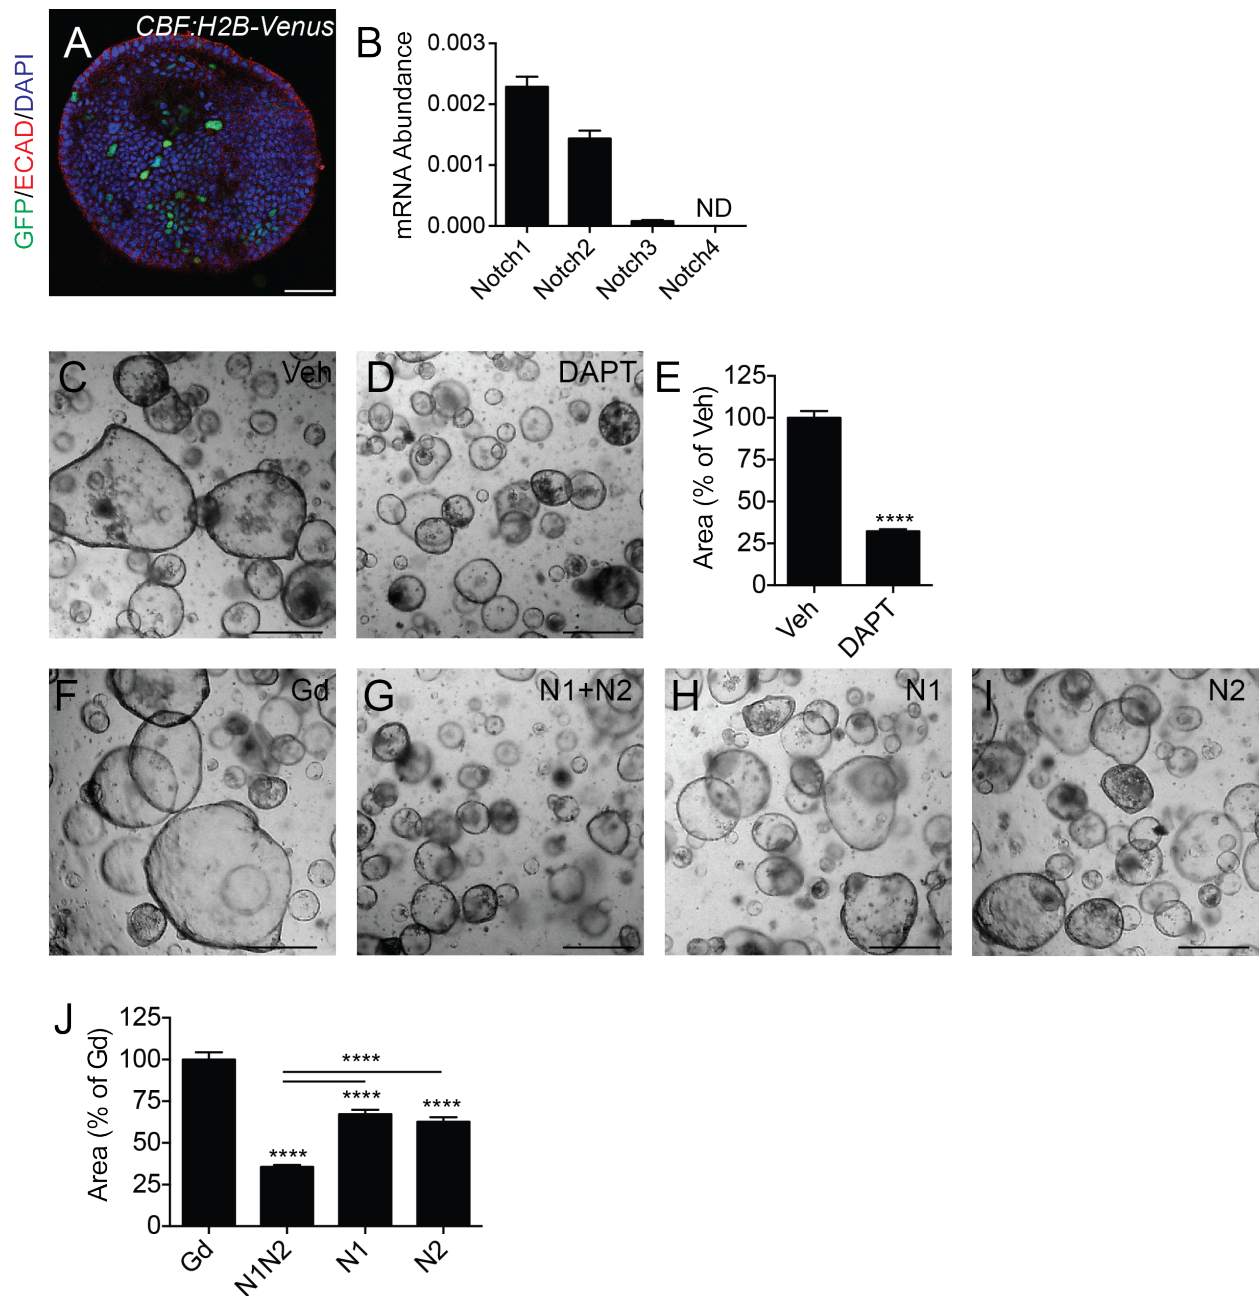 A
CBF:H2B-Venus
GFP/ECAD/DAPI
B
mRNA Abundance
0.003
0.002
0.001
0.000
ND
Notch1
Notch2
Notch3
Notch4
C
Veh
D
DAPT
E
Area (% of Veh)
125
100
75
50
25
0
****
Veh
DAPT
F
Gd
G
N1+N2
H
N1
I
N2
J
Area (% of Gd)
125
100
75
50
25
0
****
****
****
****
Gd
N1N2
N1
N2